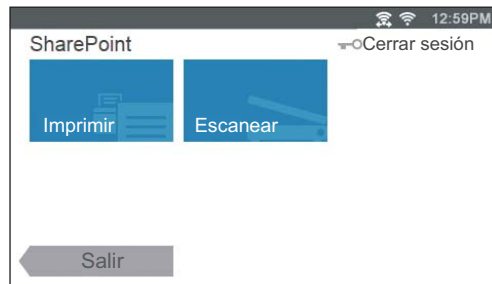 12:59PM
SharePoint
Cerrar sesión
Imprimir
Escanear
Salir